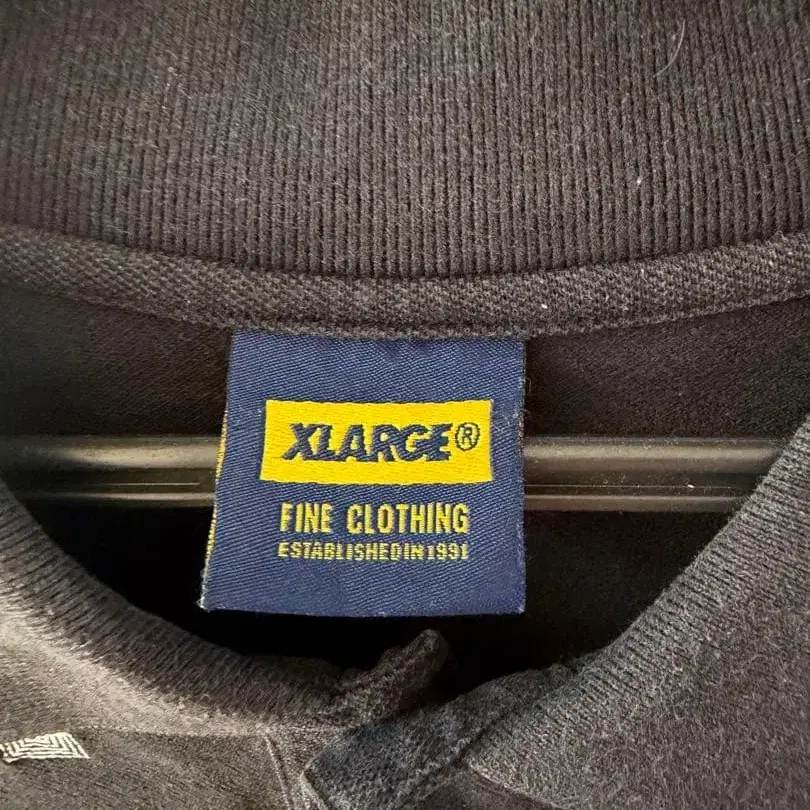 XLARGE®
FINE CLOTHING
ESTABLISHED IN 1991